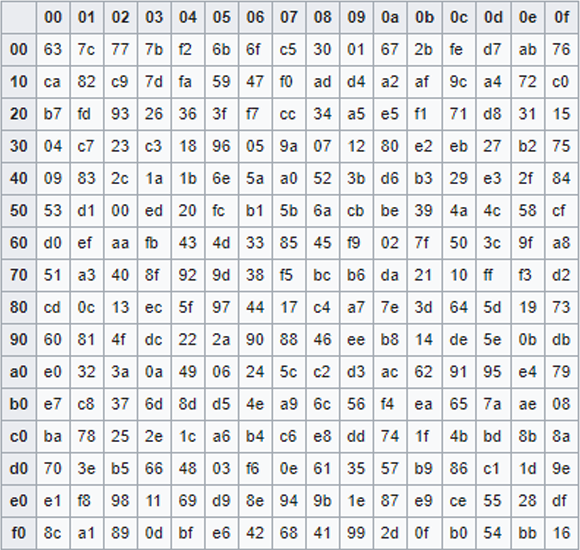 00 01 02 03 04 05 06 07 08 09 0a 0b 0c 0d 0e 0f
00 63 7c 77 7b f2 6b 6f c5 30 01 67 2b fe d7 ab 76
10 ca 82 c9 7d fa 59 47 f0 ad d4 a2 af 9c a4 72 c0
20 b7 fd 93 26 36 3f f7 cc 34 a5 e5 f1 71 d8 31 15
30 04 c7 23 c3 18 96 05 9a 07 12 80 e2 eb 27 b2 75
40 09 83 2c 1a 1b 6e 5a a0 52 3b d6 b3 29 e3 2f 84
50 53 d1 00 ed 20 fc b1 5b 6a cb be 39 4a 4c 58 cf
60 d0 ef aa fb 43 4d 33 85 45 f9 02 7f 50 3c 9f a8
70 51 a3 40 8f 92 9d 38 f5 bc b6 da 21 10 ff f3 d2
80 cd 0c 13 ec 5f 97 44 17 c4 a7 7e 3d 64 5d 19 73
90 60 81 4f dc 22 2a 90 88 46 ee b8 14 de 5e 0b db
a0 e0 32 3a 0a 49 06 24 5c c2 d3 ac 62 91 95 e4 79
b0 e7 c8 37 6d 8d d5 4e a9 6c 56 f4 ea 65 7a ae 08
c0 ba 78 25 2e 1c a6 b4 c6 e8 dd 74 1f 4b bd 8b 8a
d0 70 3e b5 66 48 03 f6 0e 61 35 57 b9 86 c1 1d 9e
e0 e1 f8 98 11 69 d9 8e 94 9b 1e 87 e9 ce 55 28 df
f0 8c a1 89 0d bf e6 42 68 41 99 2d 0f b0 54 bb 16